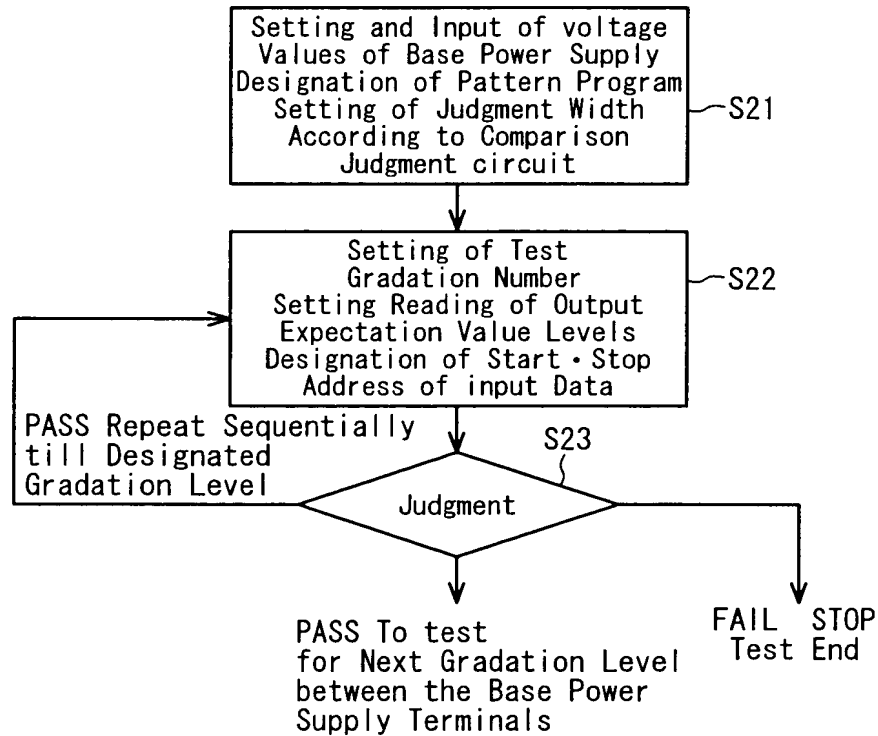 Setting and Input of voltage
Values of Base Power Supply
Designation of Pattern Program
Setting of Judgment Width
According to Comparison
Judgment circuit
S21
Setting of Test
Gradation Number
Setting Reading of Output
Expectation Value Levels
Designation of Start・Stop
Address of input Data
S22
PASS Repeat Sequentially
till Designated
Gradation Level
S23
Judgment
PASS To test
for Next Gradation Level
between the Base Power
Supply Terminals
FAIL STOP
Test End